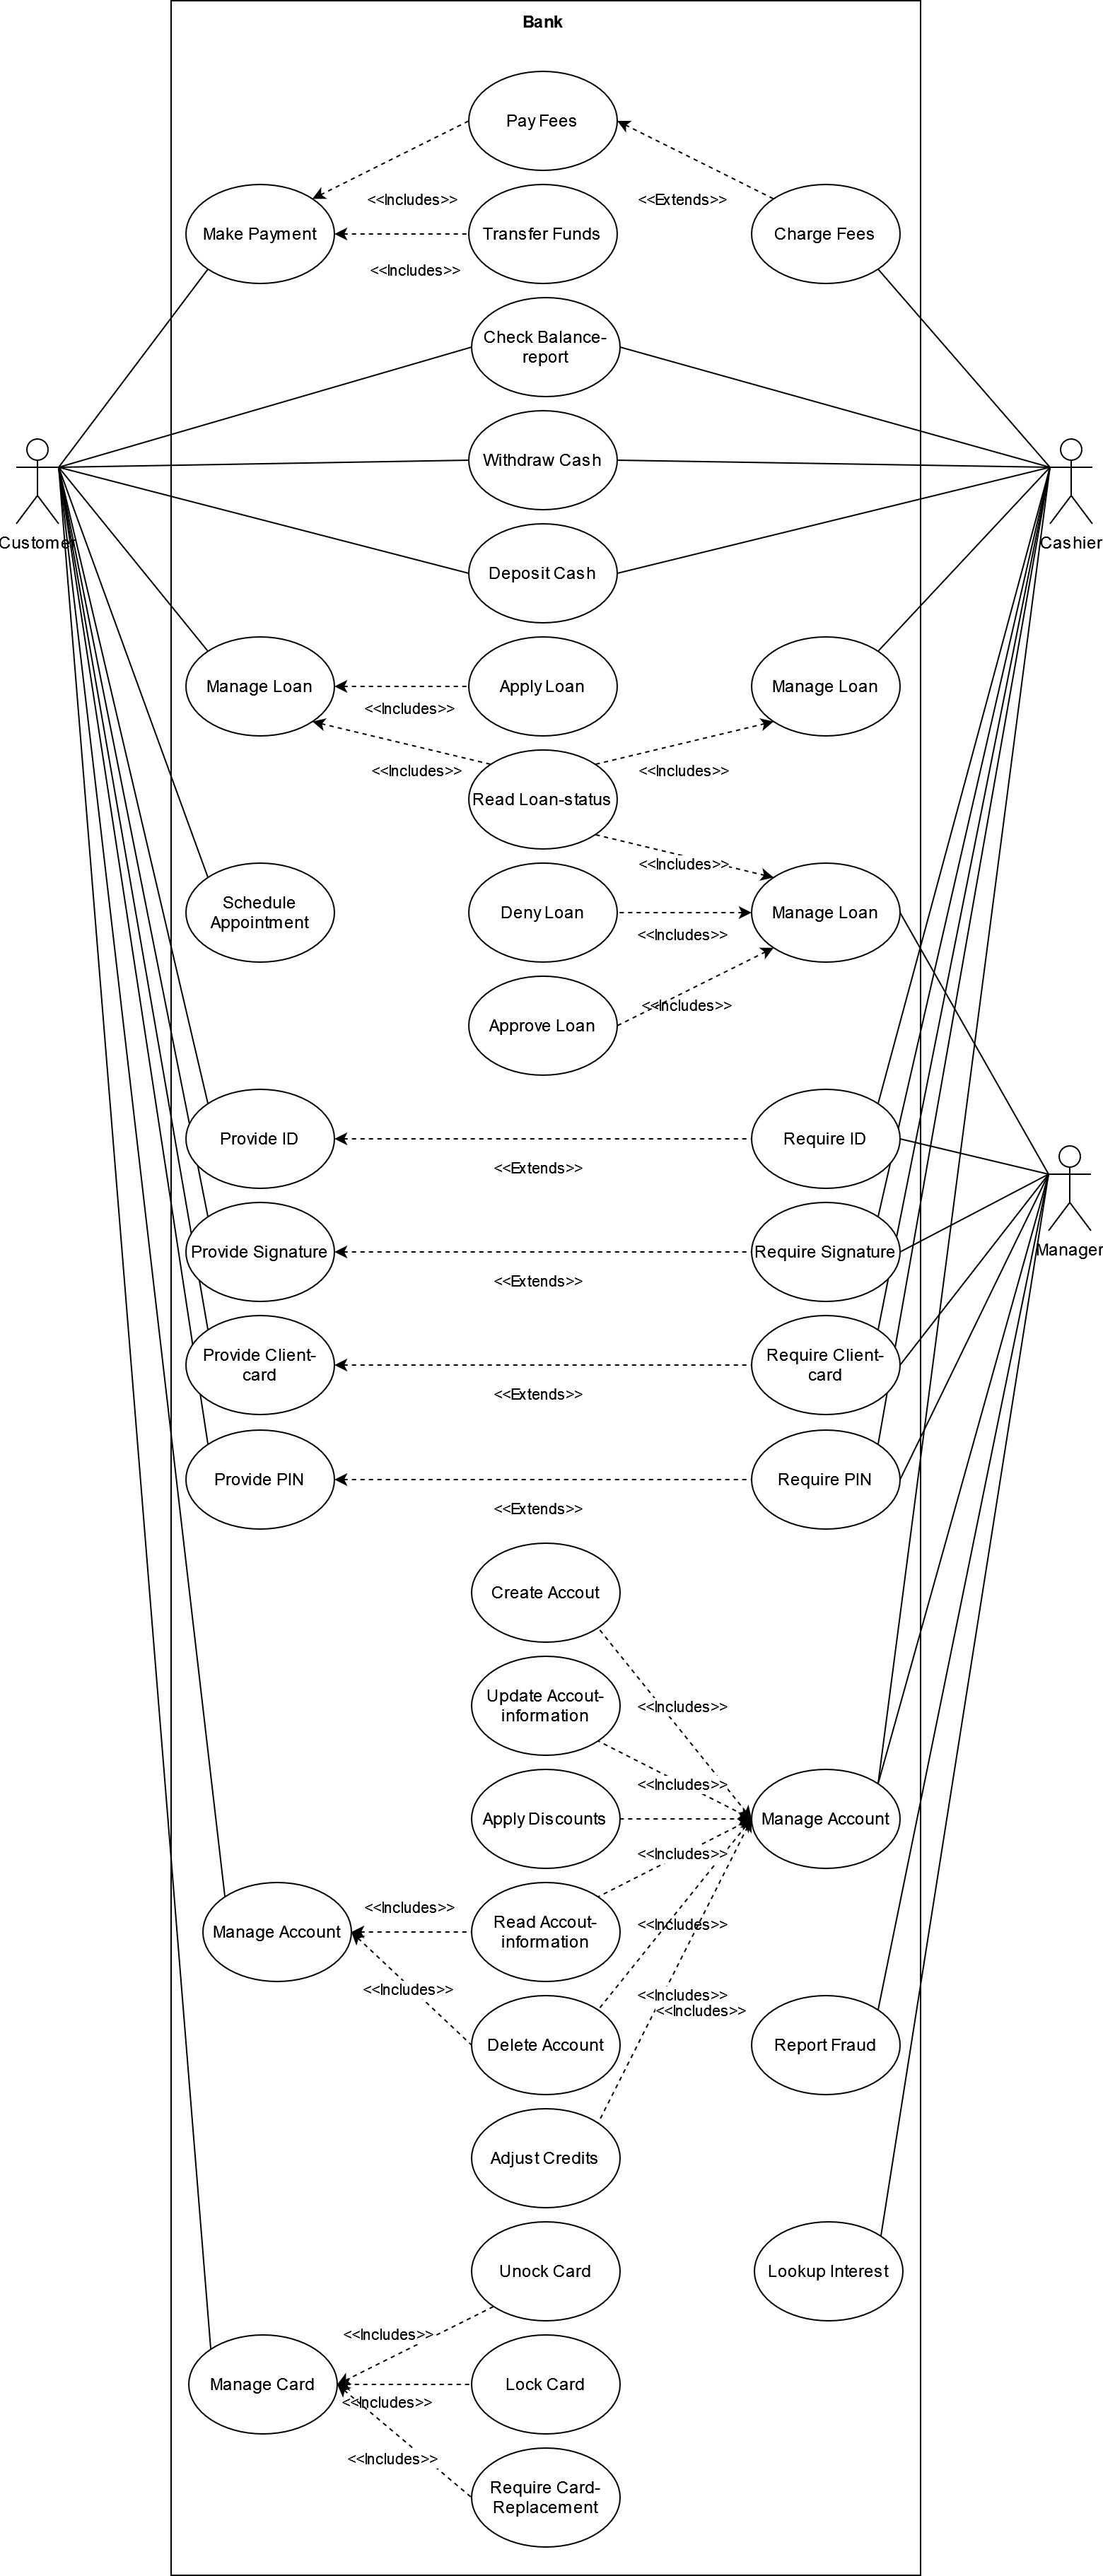 Bank
Pay Fees
<<Includes>>
<<Extends>>
Make Payment
Transfer Funds
Charge Fees
<<Includes>>
Check Balance-
report
Withdraw Cash
Customer
Cashier
Deposit Cash
Manage Loan
Apply Loan
Manage Loan
<<Includes>>
<<Includes>>
<<Includes>>
Read Loan-status
<<Includes>>
Schedule
Appointment
Deny Loan
Manage Loan
<<Includes>>
<<Includes>>
Approve Loan
Provide ID
Require ID
<<Extends>>
Provide Signature
Require Signature
Manager
<<Extends>>
Provide Client-
card
Require Client-
card
<<Extends>>
Provide PIN
Require PIN
<<Extends>>
Create Accout
Update Accout-
information
<<Includes>>
<<Includes>>
Apply Discounts
Manage Account
<<Includes>>
<<Includes>>
Manage Account
Read Accout-
information
<<Includes>>
<<Includes>>
<<Includes>>
<<Includes>>
Delete Account
Report Fraud
Adjust Credits
Unock Card
Lookup Interest
<<Includes>>
Manage Card
Lock Card
<<Includes>>
<<Includes>>
Require Card-
Replacement